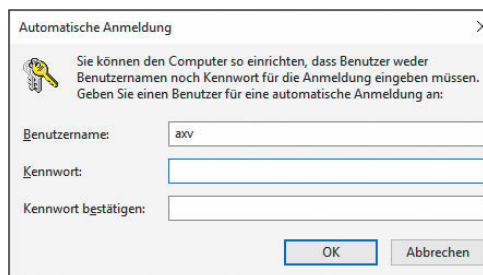 Automatische Anmeldung
Sie können den Computer so einrichten, dass Benutzer weder
Benutzernamen noch Kennwort für die Anmeldung eingeben müssen.
Geben Sie einen Benutzer für eine automatische Anmeldung an:
Benutzername: axv
Kennwort:
Kennwort bestätigen:
OK Abbrechen